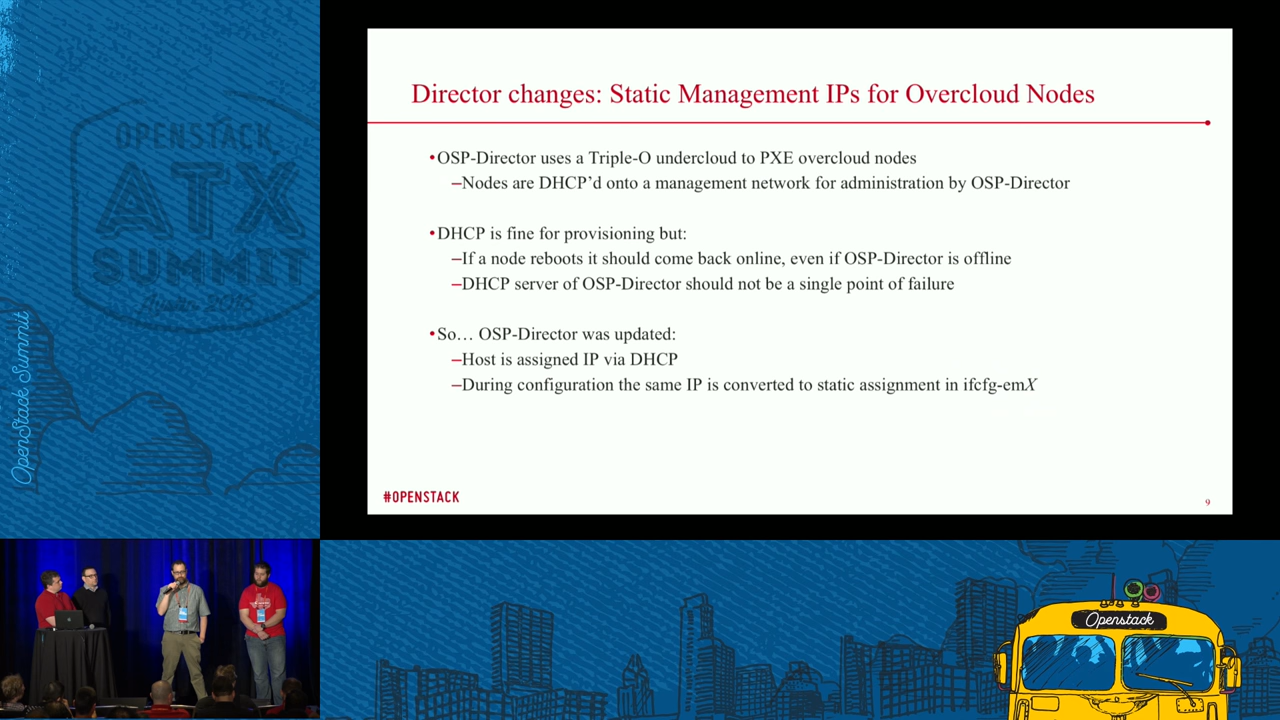 OPENSTACK
ATX
SUMMIT
Austin 2016
OpenStack Summit
Director changes: Static Management IPs for Overcloud Nodes
•OSP-Director uses a Triple-O undercloud to PXE overcloud nodes
–Nodes are DHCP’d onto a management network for administration by OSP-Director
•DHCP is fine for provisioning but:
–If a node reboots it should come back online, even if OSP-Director is offline
–DHCP server of OSP-Director should not be a single point of failure
•So… OSP-Director was updated:
–Host is assigned IP via DHCP
–During configuration the same IP is converted to static assignment in ifcfg-emX
#OPENSTACK
9
Openstack